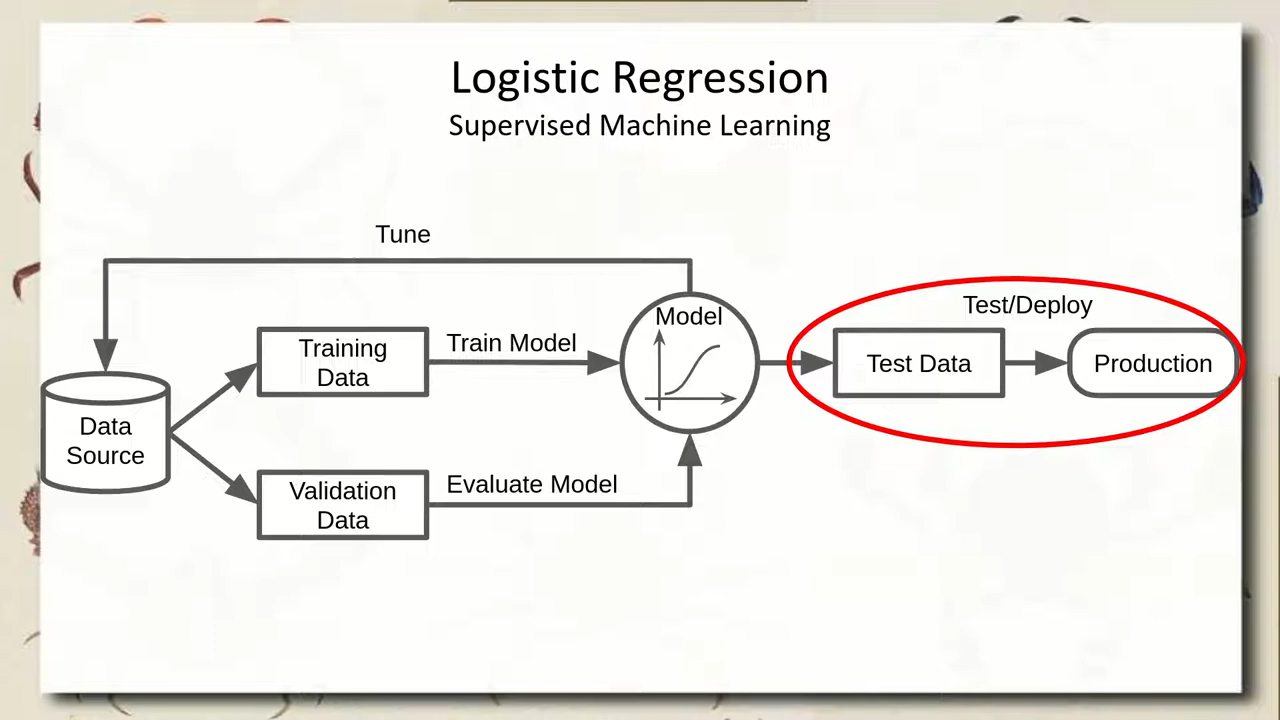 Logistic Regression
Supervised Machine Learning
Tune
Test/Deploy
Model
Training
Data
Train Model
Test Data
Production
Data
Source
Validation
Data
Evaluate Model